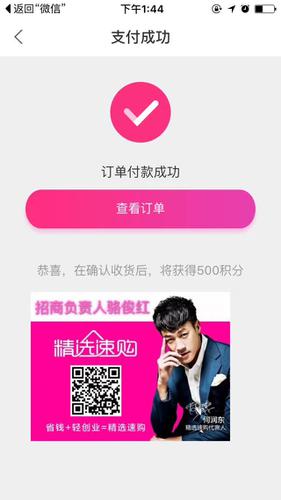 返回“微信”
下午1:44
支付成功
订单付款成功
查看订单
恭喜，在确认收货后，将获得500积分
招商负责人骆俊红
精选速购
何润东
精选速购代言人
省钱+轻创业=精选速购